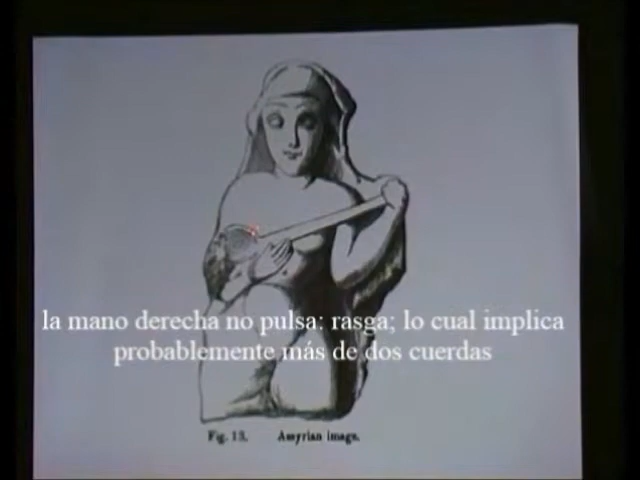 la mano derecha no pulsa: rasga; lo cual implica
probablemente más de dos cuerdas
Fig. 13. Assyrian image.